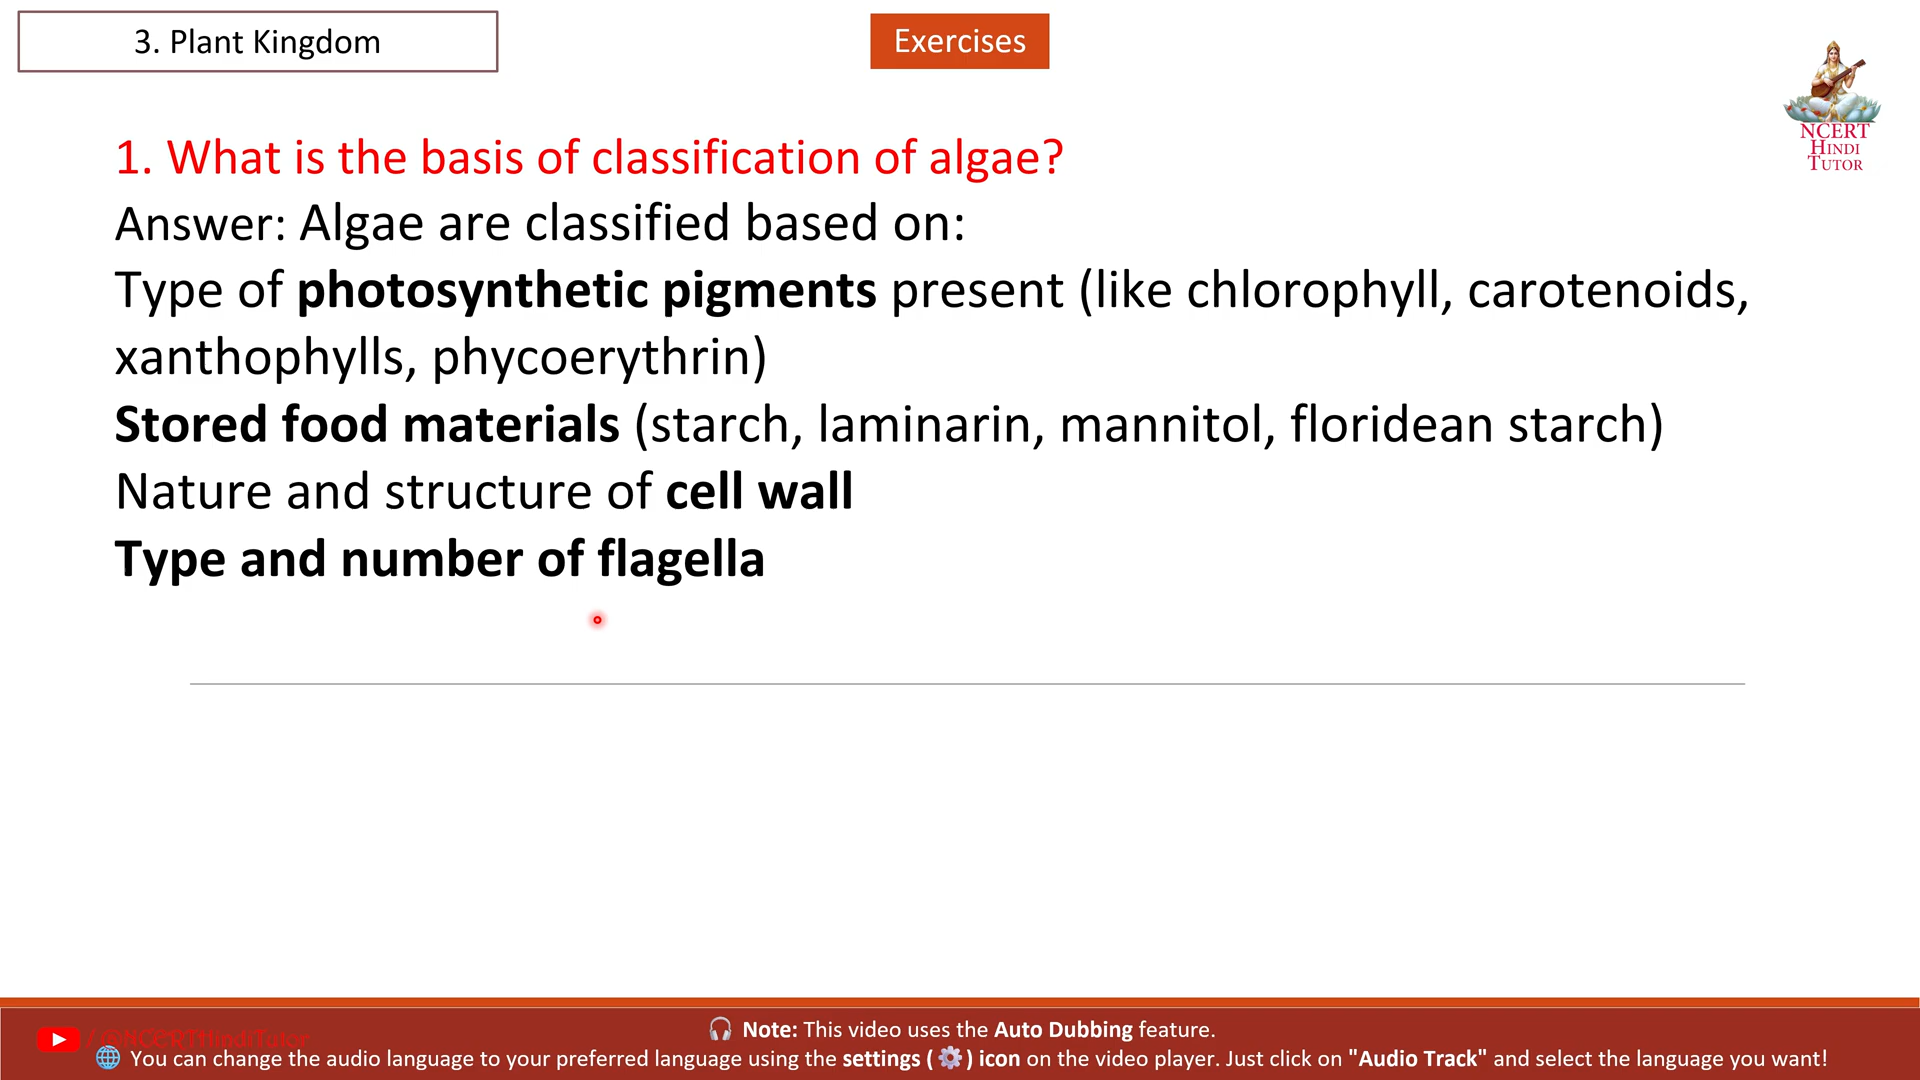 3. Plant Kingdom
Exercises
NCERT
HINDI
TUTOR
1. What is the basis of classification of algae?
Answer: Algae are classified based on:
Type of photosynthetic pigments present (like chlorophyll, carotenoids,
xanthophylls, phycoerythrin)
Stored food materials (starch, laminarin, mannitol, floridean starch)
Nature and structure of cell wall
Type and number of flagella
/@NCERTHindiTutor
🎧 Note: This video uses the Auto Dubbing feature.
🌐 You can change the audio language to your preferred language using the settings (⚙️) icon on the video player. Just click on "Audio Track" and select the language you want!